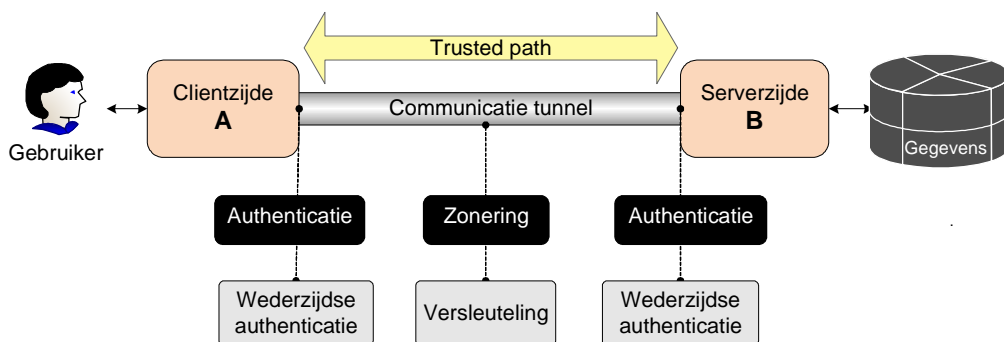 Trusted path
Clientzijde
A
Communicatie tunnel
Serverzijde
B
Gebruiker
Gegevens
Authenticatie
Zonering
Authenticatie
Wederzijdse
authenticatie
Versleuteling
Wederzijdse
authenticatie